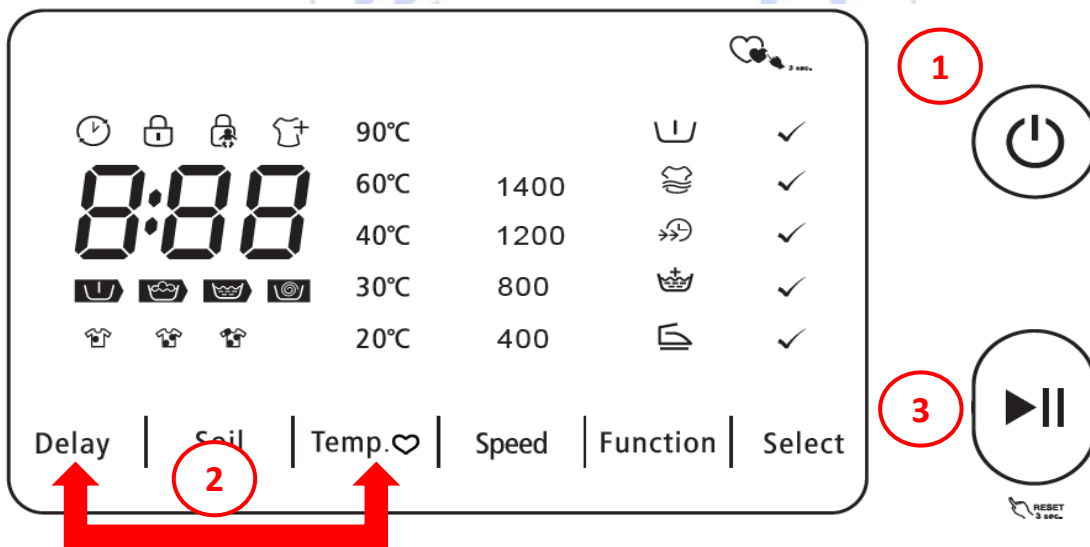 3 sec.
1
90℃
60℃
1400
8:88
40℃
1200
30℃
800
20℃
400
3
Delay
Soil
Temp.
Speed
Function
Select
2
RESET
3 sec.